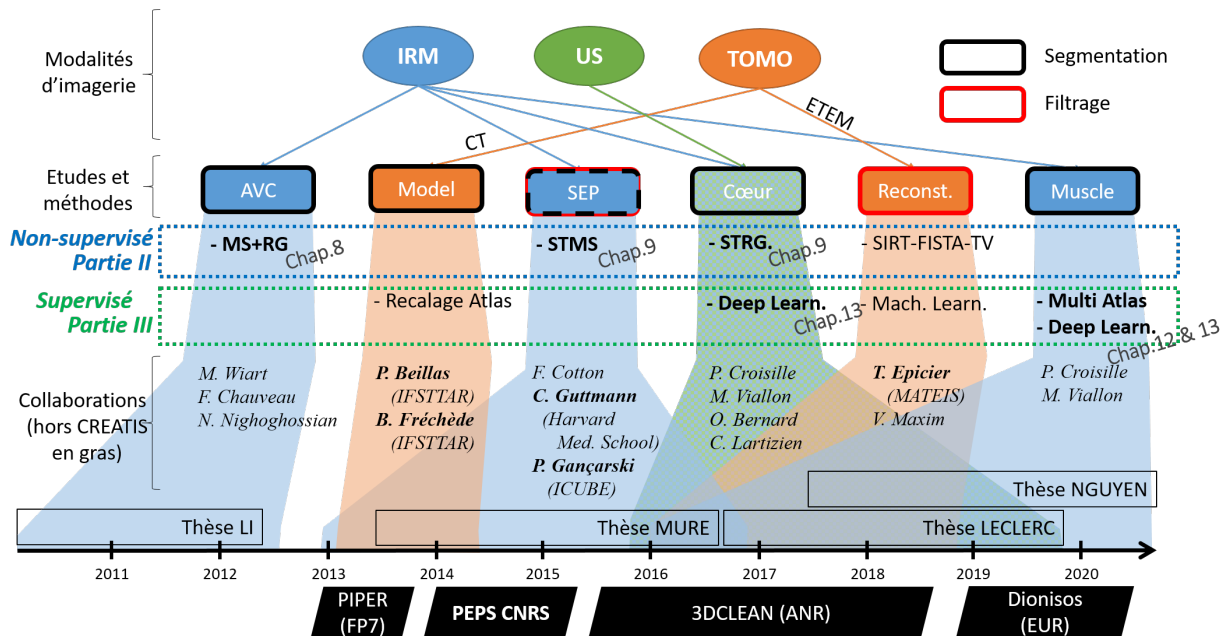 Modalités
d'imagerie
IRM
US
TOMO
Segmentation
Filtrage
CT
ETEM
Etudes et
méthodes
AVC
Model
SEP
Cœur
Reconst.
Muscle
Non-supervisé
Partie II
- MS+RG
Chap.8
- STMS
Chap.9
- STRG.
Chap.9
- SIRT-FISTA-TV
Supervisé
Partie III
- Recalage Atlas
- Deep Learn.
Chap.13
- Mach. Learn.
- Multi Atlas
- Deep Learn.
Chap.12 & 13
Collaborations
(hors CREATIS
en gras)
M. Wiart
F. Chauveau
N. Nighoghossian
P. Beillas
(IFSTTAR)
B. Fréchède
(IFSTTAR)
F. Cotton
C. Guttmann
(Harvard
Med. School)
P. Gançarski
(ICUBE)
P. Croisille
M. Viallon
O. Bernard
C. Lartizien
T. Epicier
(MATEIS)
V. Maxim
P. Croisille
M. Viallon
Thèse NGUYEN
Thèse LI
Thèse MURE
Thèse LECLERC
2011
2012
2013
2014
2015
2016
2017
2018
2019
2020
PIPER
(FP7)
PEPS CNRS
3DCLEAN (ANR)
Dionisos
(EUR)